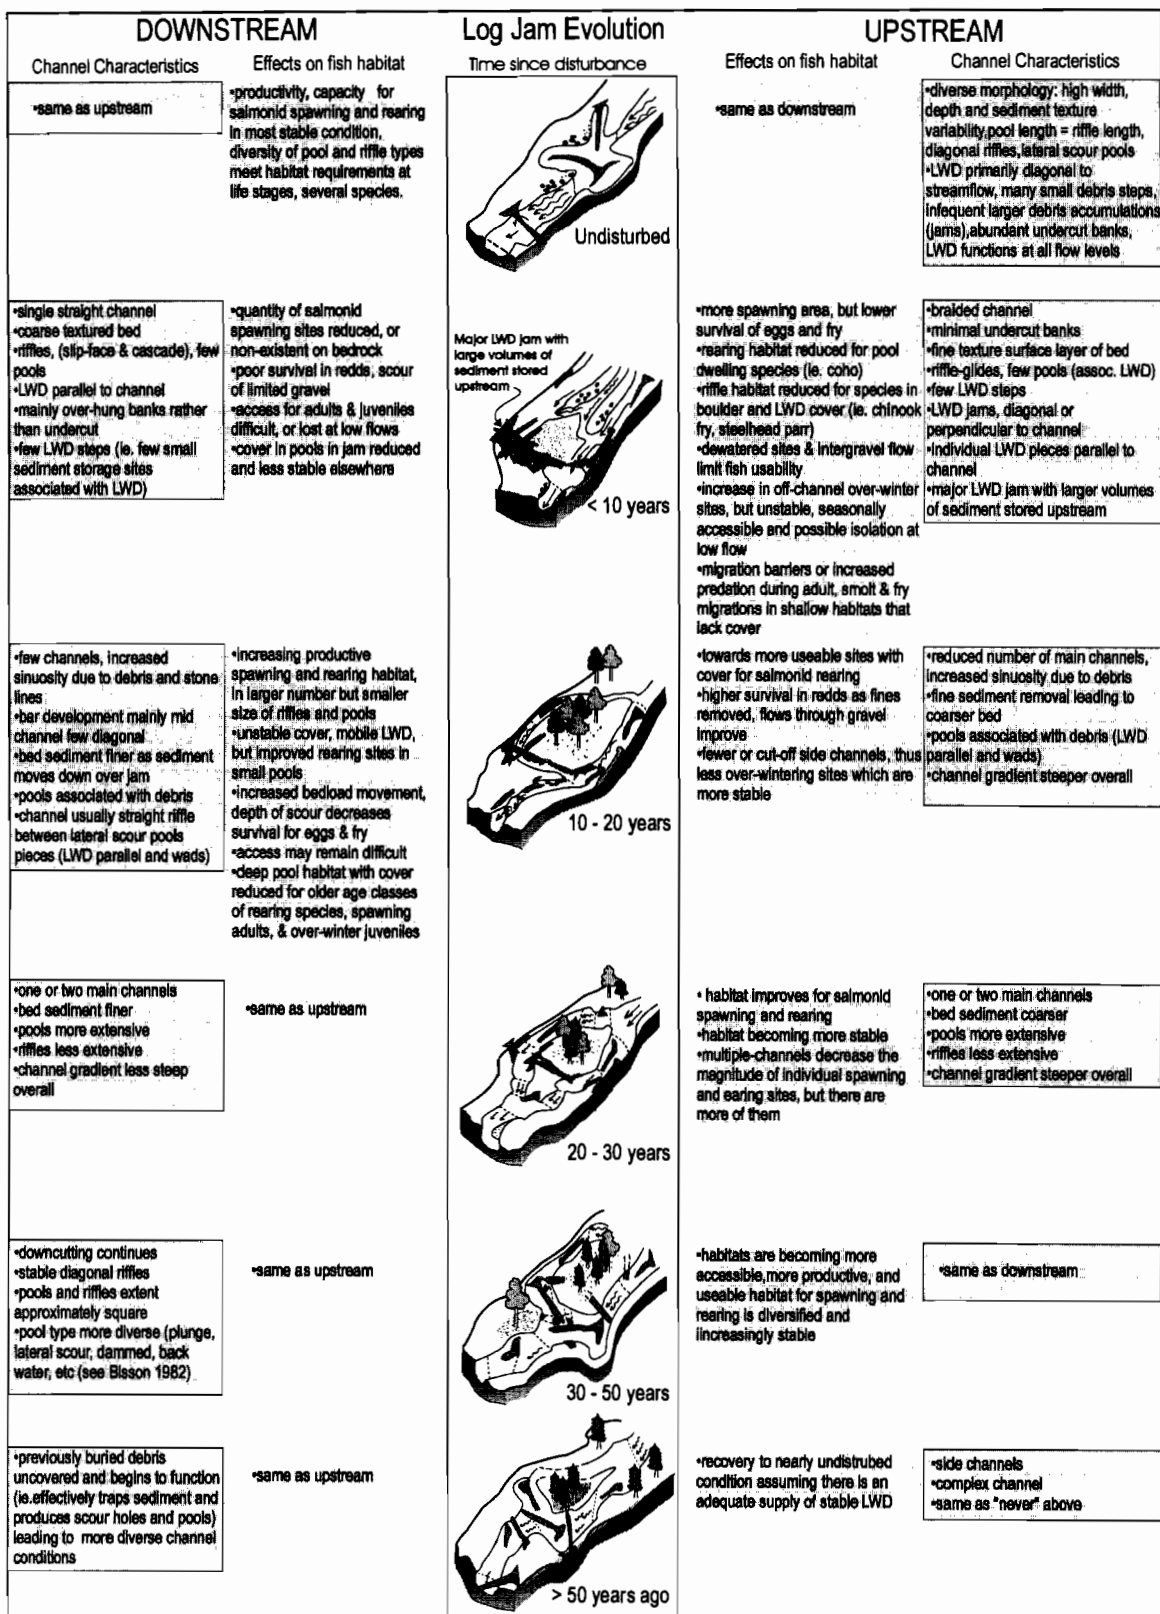 DOWNSTREAM
Log Jam Evolution
UPSTREAM
Channel Characteristics
Effects on fish habitat
Time since disturbance
Effects on fish habitat
Channel Characteristics
•same as upstream
•productivity, capacity for
salmonid spawning and rearing
in most stable condition,
diversity of pool and riffle types
meet habitat requirements at
life stages, several species.
Undisturbed
•same as downstream
•diverse morphology: high width,
depth and sediment texture
variability,pool length = riffle length,
diagonal riffles,lateral scour pools
•LWD primarily diagonal to
streamflow, many small debris steps,
infequent larger debris accumulations
(jams),abundant undercut banks,
LWD functions at all flow levels
•single straight channel
•coarse textured bed
•riffles, (slip-face & cascade), few
pools
•LWD parallel to channel
•mainly over-hung banks rather
than undercut
•few LWD steps (ie. few small
sediment storage sites
associated with LWD)
•quantity of salmonid
spawning sites reduced, or
non-existent on bedrock
•poor survival in redds, scour
of limited gravel
•access for adults & juveniles
difficult, or lost at low flows
•cover in pools in jam reduced
and less stable elsewhere
Major LWD jam with
large volumes of
sediment stored
upstream
< 10 years
•more spawning area, but lower
survival of eggs and fry
•rearing habitat reduced for pool
dwelling species (ie. coho)
•riffle habitat reduced for species in
boulder and LWD cover (ie. chinook
fry, steelhead parr)
•dewatered sites & intergravel flow
limit fish usability
•increase in off-channel over-winter
sites, but unstable, seasonally
accessible and possible isolation at
low flow
•migration barriers or increased
predation during adult, smolt & fry
migrations in shallow habitats that
lack cover
•braided channel
•minimal undercut banks
•fine texture surface layer of bed
•riffle-glides, few pools (assoc. LWD)
•few LWD steps
•LWD jams, diagonal or
perpendicular to channel
•individual LWD pieces parallel to
channel
•major LWD jam with larger volumes
of sediment stored upstream
•few channels, increased
sinuosity due to debris and stone
lines
•bar development mainly mid
channel few diagonal
•bed sediment finer as sediment
moves down over jam
•pools associated with debris
•channel usually straight riffle
between lateral scour pools
pieces (LWD parallel and wads)
•increasing productive
spawning and rearing habitat,
in larger number but smaller
size of riffles and pools
•unstable cover, mobile LWD,
but improved rearing sites in
small pools
•increased bedload movement,
depth of scour decreases
survival for eggs & fry
•access may remain difficult
•deep pool habitat with cover
reduced for older age classes
of rearing species, spawning
adults, & over-winter juveniles
10 - 20 years
•towards more useable sites with
cover for salmonid rearing
•higher survival in redds as fines
removed, flows through gravel
improve
•fewer or cut-off side channels, thus
less over-wintering sites which are
more stable
•reduced number of main channels,
increased sinuosity due to debris
•fine sediment removal leading to
coarser bed
•pools associated with debris (LWD
parallel and wads)
•channel gradient steeper overall
•one or two main channels
•bed sediment finer
•pools more extensive
•riffles less extensive
•channel gradient less steep
overall
•same as upstream
20 - 30 years
• habitat improves for salmonid
spawning and rearing
•habitat becoming more stable
•multiple-channels decrease the
magnitude of individual spawning
and earing sites, but there are
more of them
•one or two main channels
•bed sediment coarser
•pools more extensive
•riffles less extensive
•channel gradient steeper overall
•downcutting continues
•stable diagonal riffles
•pools and riffles extent
approximately square
•pool type more diverse (plunge,
lateral scour, dammed, back
water, etc (see Bisson 1982)
•same as upstream
30 - 50 years
•habitats are becoming more
accessible,more productive, and
useable habitat for spawning and
rearing is diversified and
iincreasingly stable
•same as downstream
•previously buried debris
uncovered and begins to function
(ie.effectively traps sediment and
produces scour holes and pools)
leading to more diverse channel
conditions
•same as upstream
> 50 years ago
•recovery to nearly undistrubed
condition assuming there is an
adequate supply of stable LWD
•side channels
•complex channel
•same as "never" above